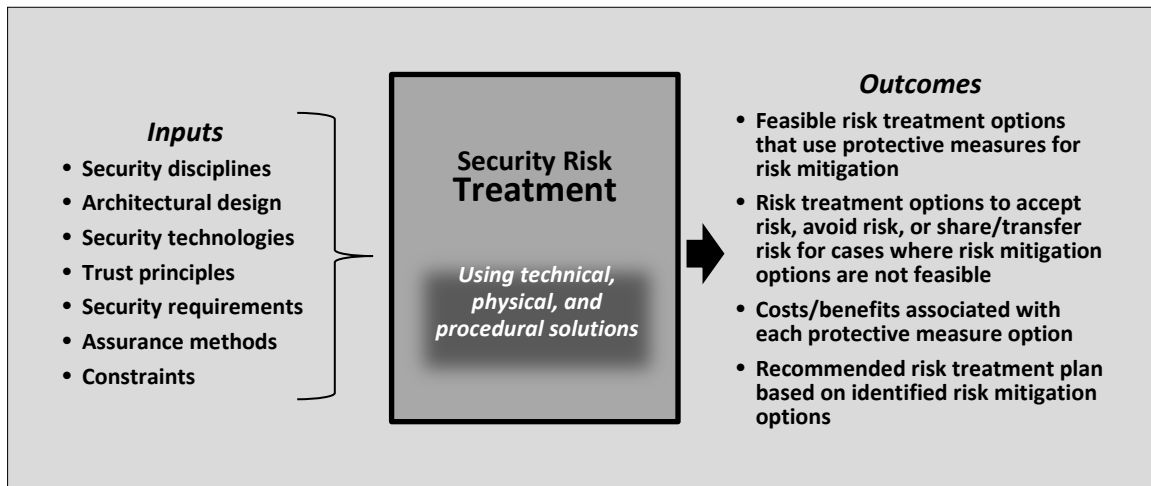 Inputs
• Security disciplines
• Architectural design
• Security technologies
• Trust principles
• Security requirements
• Assurance methods
• Constraints
Security Risk
Treatment
Using technical,
physical, and
procedural solutions
Outcomes
• Feasible risk treatment options
that use protective measures for
risk mitigation
• Risk treatment options to accept
risk, avoid risk, or share/transfer
risk for cases where risk mitigation
options are not feasible
• Costs/benefits associated with
each protective measure option
• Recommended risk treatment plan
based on identified risk mitigation
options